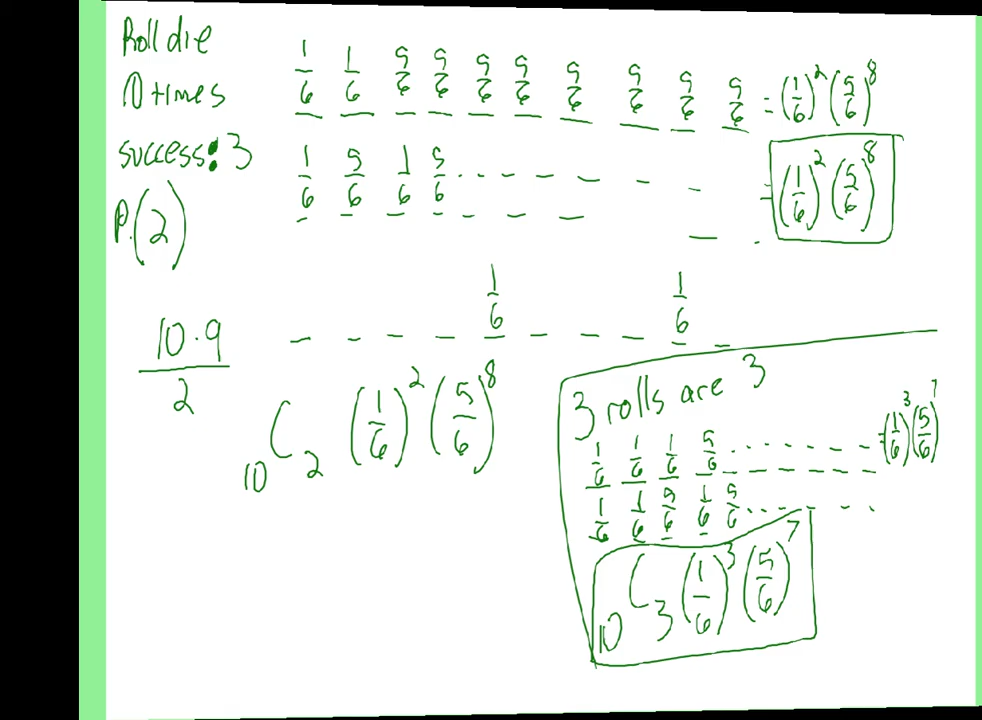 Roll die
10 times
success: 3
P(2)
1/6 1/6 5/6 5/6 5/6 5/6 5/6 5/6 5/6 5/6 = (1/6)^2 (5/6)^8
1/6 5/6 1/6 5/6 ....... = (1/6)^2 (5/6)^8
1/6 1/6
10·9/2
10C2 (1/6)^2 (5/6)^8
3 rolls are 3
1/6 1/6 1/6 5/6 ....... = (1/6)^3 (5/6)^7
1/6 1/6 5/6 1/6 5/6 .......
10C3 (1/6)^3 (5/6)^7